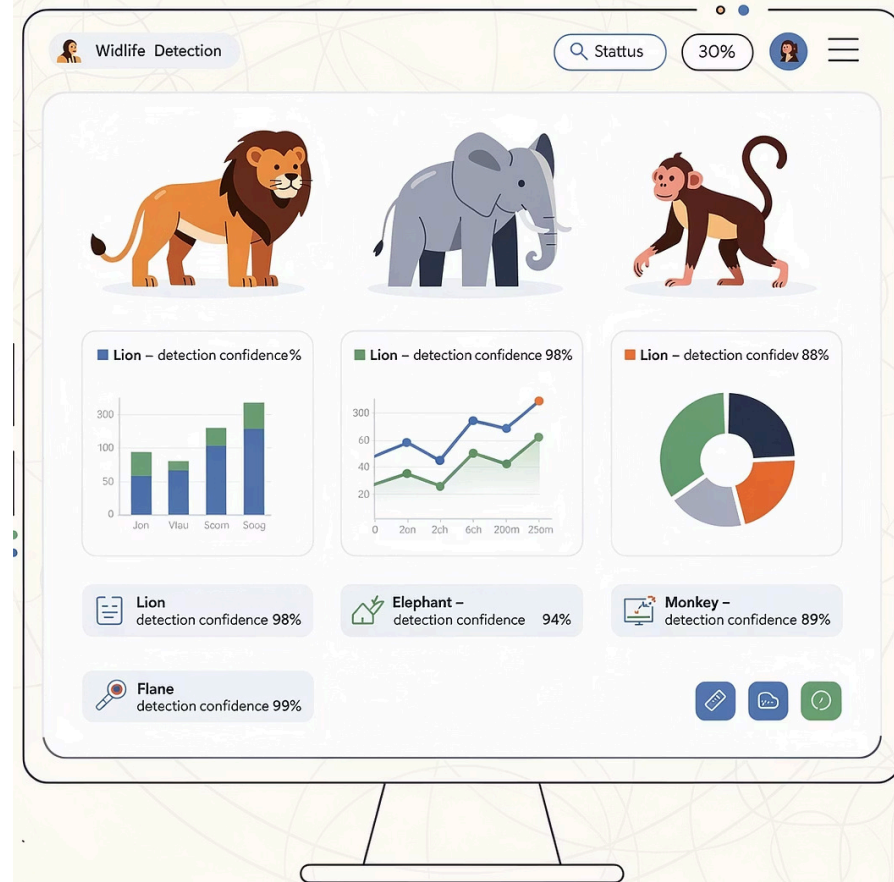 Widlife Detection
Stattus
30%
Lion – detection confidence%
300
100
50
0
Jon Vlau Scom Soog
Lion – detection confidence 98%
300
60
40
20
0 2an 2ch 6ch 200m 25am
Lion – detection confidev 88%
Lion
detection confidence 98%
Elephant –
detection confidence 94%
Monkey –
detection confidence 89%
Flane
detection confidence 99%